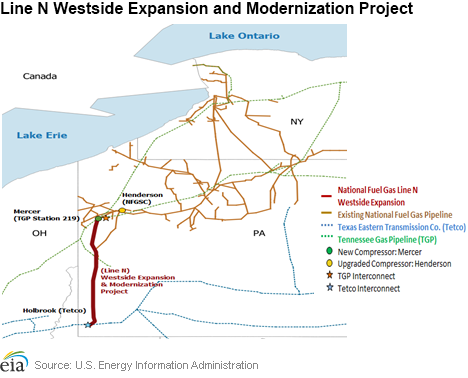 Line N Westside Expansion and Modernization Project
Lake Ontario
Canada
NY
Lake Erie
Henderson
(NFGSC)
Mercer
(TGP Station 219)
OH
PA
(Line N)
Westside Expansion
& Modernization
Project
Holbrook (Tetco)
National Fuel Gas Line N
Westside Expansion
Existing National Fuel Gas Pipeline
Texas Eastern Transmission Co. (Tetco)
Tennessee Gas Pipeline (TGP)
New Compressor: Mercer
Upgraded Compressor: Henderson
TGP Interconnect
Tetco Interconnect
eia
Source: U.S. Energy Information Administration